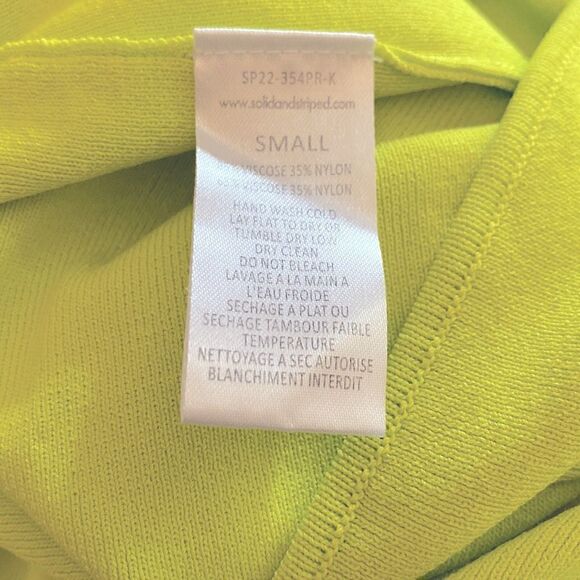 SP22-354PR-K
www.solidandstriped.com
SMALL
VISCOSE 35% NYLON
VISCOSE 35% NYLON
HAND WASH COLD
LAY FLAT TO DRY OR
TUMBLE DRY LOW
DRY CLEAN
DO NOT BLEACH
LAVAGE A LA MAIN A
L'EAU FROIDE
SECHAGE A PLAT OU
SECHAGE TAMBOUR FAIBLE
TEMPERATURE
NETTOYAGE A SEC AUTORISE
BLANCHIMENT INTERDIT